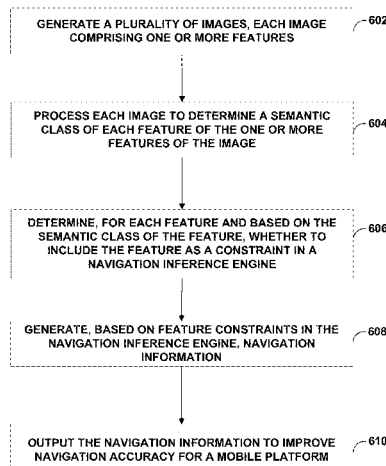 GENERATE A PLURALITY OF IMAGES, EACH IMAGE
COMPRISING ONE OR MORE FEATURES
602
PROCESS EACH IMAGE TO DETERMINE A SEMANTIC
CLASS OF EACH FEATURE OF THE ONE OR MORE
FEATURES OF THE IMAGE
604
DETERMINE, FOR EACH FEATURE AND BASED ON THE
SEMANTIC CLASS OF THE FEATURE, WHETHER TO
INCLUDE THE FEATURE AS A CONSTRAINT IN A
NAVIGATION INFERENCE ENGINE
606
GENERATE, BASED ON FEATURE CONSTRAINTS IN THE
NAVIGATION INFERENCE ENGINE, NAVIGATION
INFORMATION
608
OUTPUT THE NAVIGATION INFORMATION TO IMPROVE
NAVIGATION ACCURACY FOR A MOBILE PLATFORM
610